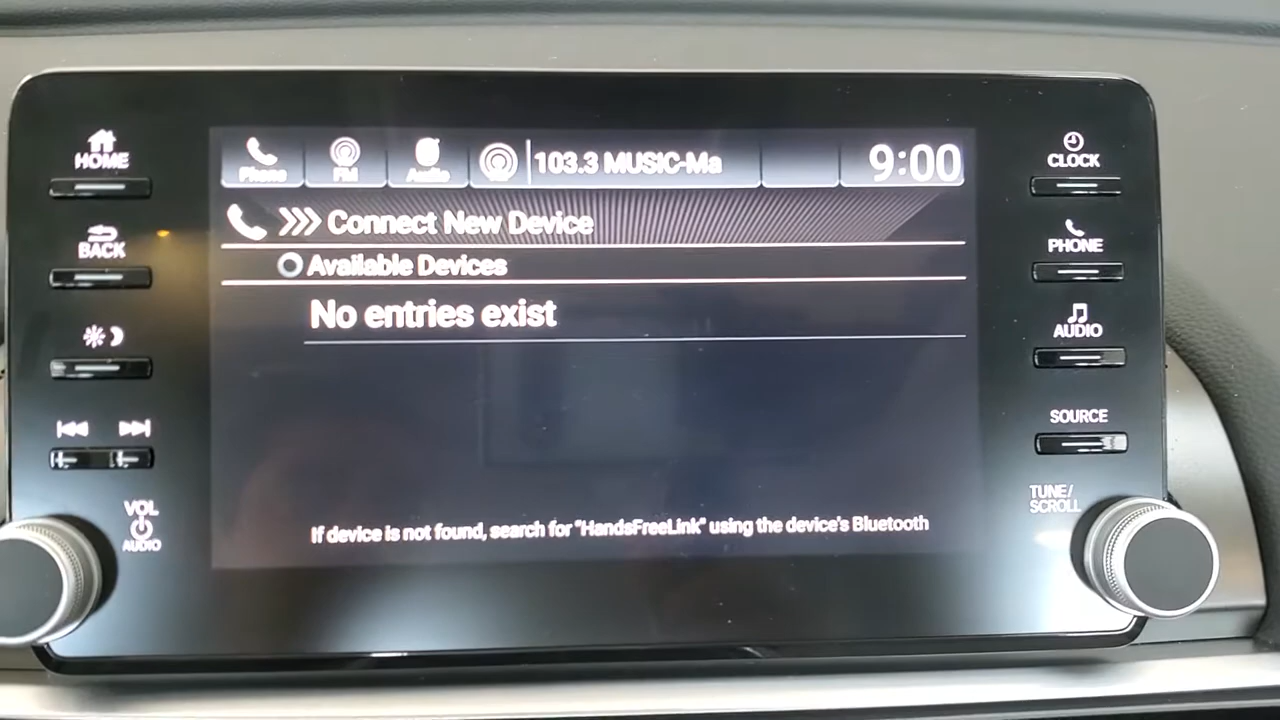 HOME
BACK
VOL
AUDIO
Phone
FM
Audio
103.3 MUSIC-Ma
9:00
Connect New Device
Available Devices
No entries exist
If device is not found, search for "HandsFreeLink" using the device's Bluetooth
CLOCK
PHONE
AUDIO
SOURCE
TUNE/
SCROLL